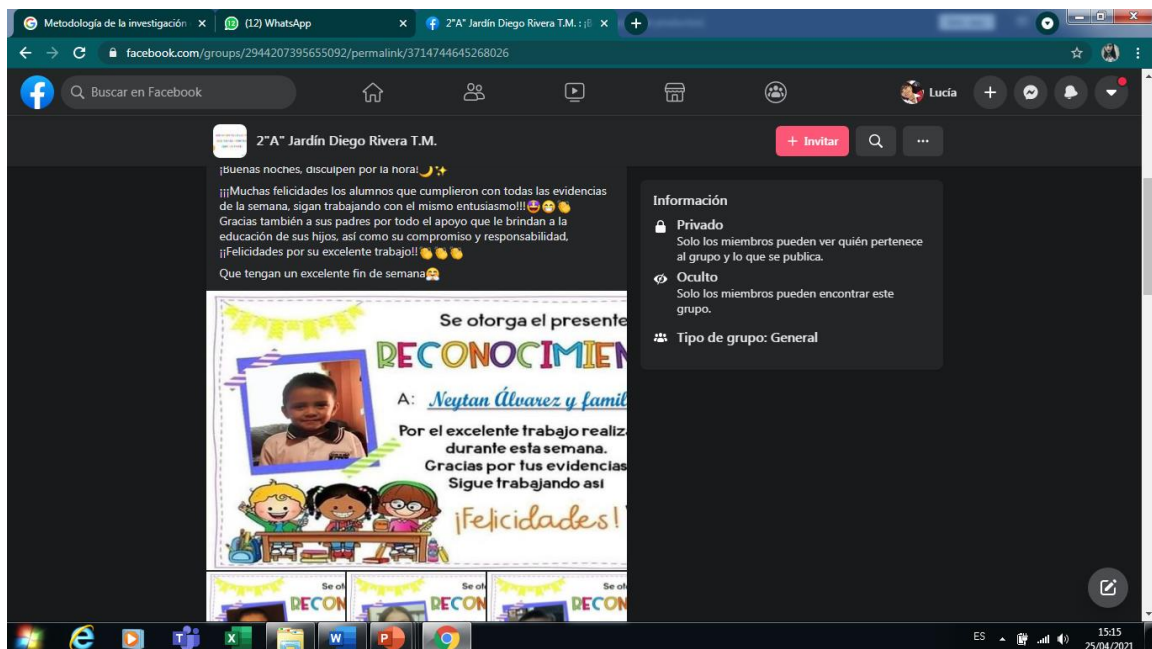 Metodología de la investigación
(12) WhatsApp
2"A" Jardín Diego Rivera T.M. : ¡B
facebook.com/groups/2944207395655092/permalink/3714744645268026
Buscar en Facebook
Lucía
2"A" Jardín Diego Rivera T.M.
+ Invitar
¡Buenas noches, disculpen por la hora!🌙✨
¡¡¡Muchas felicidades los alumnos que cumplieron con todas las evidencias
de la semana, sigan trabajando con el mismo entusiasmo!!!🤩😁👏
Gracias también a sus padres por todo el apoyo que le brindan a la
educación de sus hijos, así como su compromiso y responsabilidad,
¡¡Felicidades por su excelente trabajo!!👏👏👏
Que tengan un excelente fin de semana🤗
Se otorga el presente
RECONOCIMIEN
A: Neytan Álvarez y famil
Por el excelente trabajo realiz
durante esta semana.
Gracias por tus evidencias
Sigue trabajando así
¡Felicidades!
Se ot
RECON
Se ot
RECON
Se ot
RECON
Información
Privado
Solo los miembros pueden ver quién pertenece
al grupo y lo que se publica.
Oculto
Solo los miembros pueden encontrar este
grupo.
Tipo de grupo: General
ES
15:15
25/04/2021